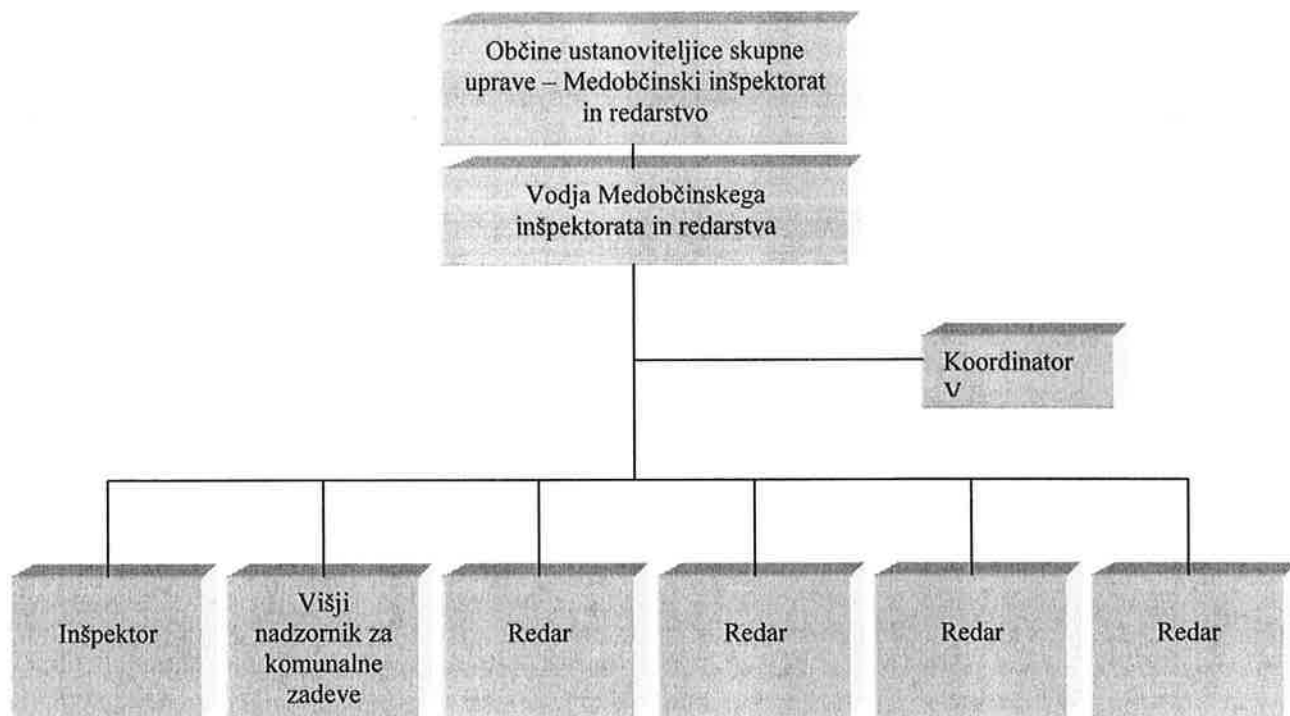 Občine ustanoviteljice skupne
uprave – Medobčinski inšpektorat
in redarstvo
Vodja Medobčinskega
inšpektorata in redarstva
Koordinator
V
Inšpektor
Višji
nadzornik za
komunalne
zadeve
Redar
Redar
Redar
Redar